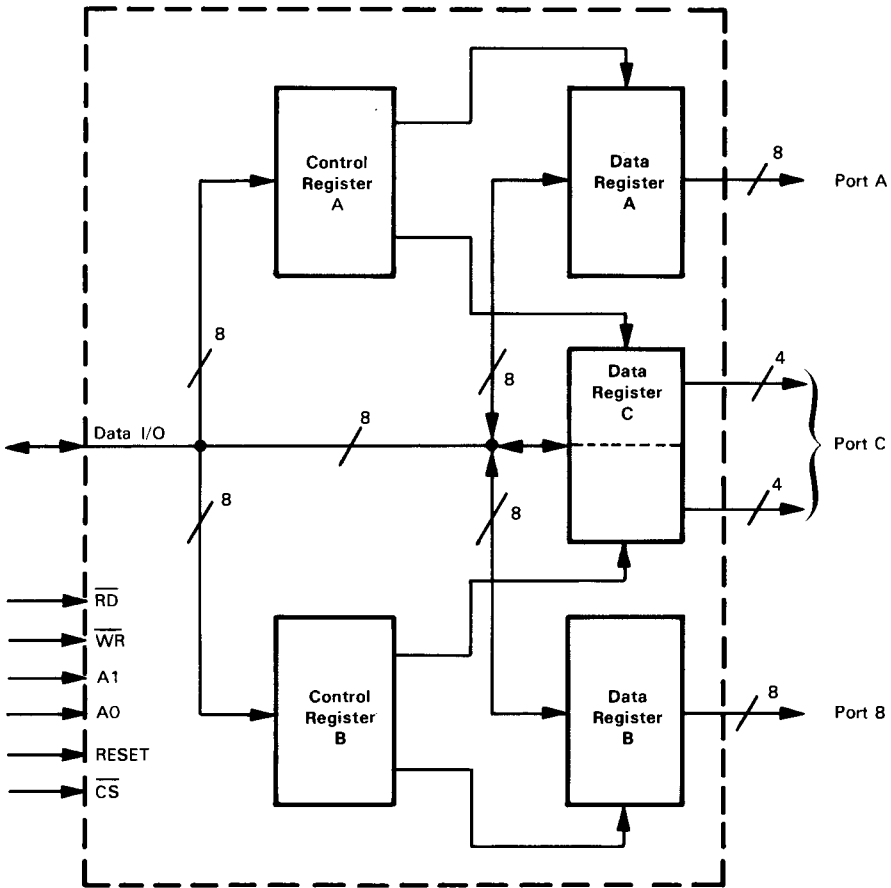 Control
Register
A
Data
Register
A
8
Port A
8
8
Data
Register
C
4
Port C
4
Data I/O
8
8
8
RD
WR
A1
A0
RESET
CS
Control
Register
B
Data
Register
B
8
Port 8